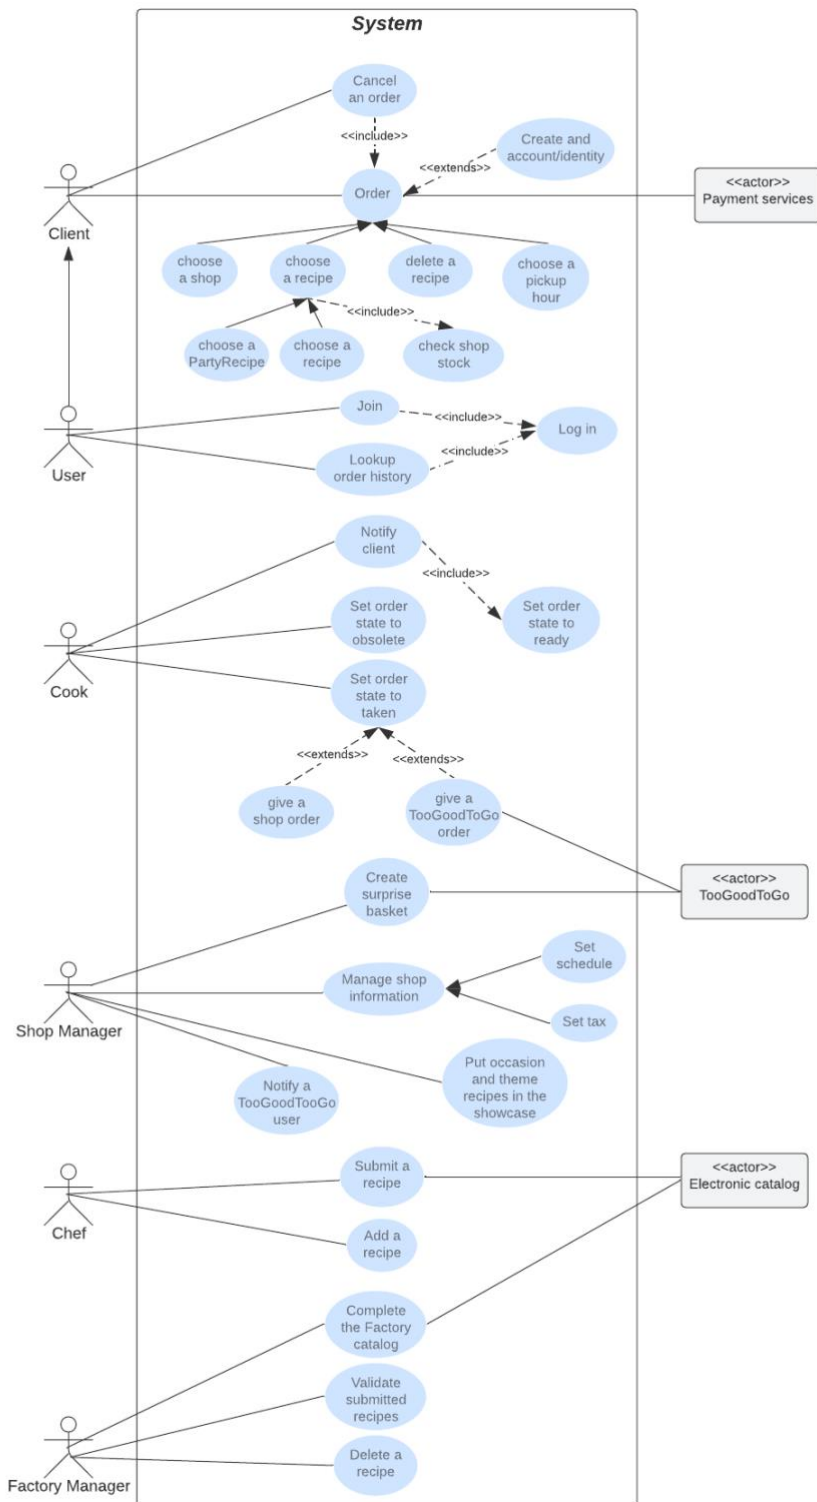 System
Cancel
an order
<<include>>
Create and
account/identity
<<extends>>
Order
<<actor>>
Payment services
Client
choose
a shop
choose
a recipe
delete a
recipe
choose a
pickup
hour
<<include>>
choose a
PartyRecipe
choose a
recipe
check shop
stock
Join
<<include>>
Log in
<<include>>
User
Lookup
order history
Notify
client
<<include>>
Set order
state to
obsolete
Set order
state to
ready
Cook
Set order
state to
taken
<<extends>>
<<extends>>
give a
shop order
give a
TooGoodToGo
order
Create
surprise
basket
<<actor>>
TooGoodToGo
Set
schedule
Manage shop
information
Set tax
Shop Manager
Put occasion
and theme
recipes in the
showcase
Notify a
TooGoodTooGo
user
Submit a
recipe
<<actor>>
Electronic catalog
Chef
Add a
recipe
Complete
the Factory
catalog
Validate
submitted
recipes
Delete a
recipe
Factory Manager